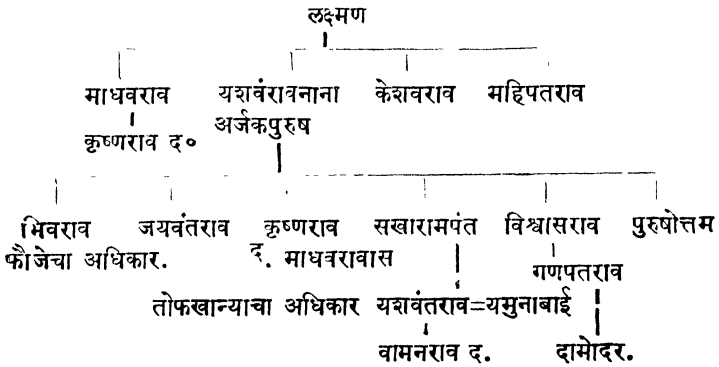 लक्ष्मण
माधवराव यशवंरावनाना केशवराव महिपतराव
कृष्णराव द० अर्जकपुरुष
भिवराव जयवंतराव कृष्णराव सखारामपंत विश्वासराव पुरुषोत्तम
फौजेचा अधिकार. द. माधवरावास
गणपतराव
तोफखान्याचा अधिकार यशवंतराव=यमुनाबाई
वामनराव द. दामोदर.